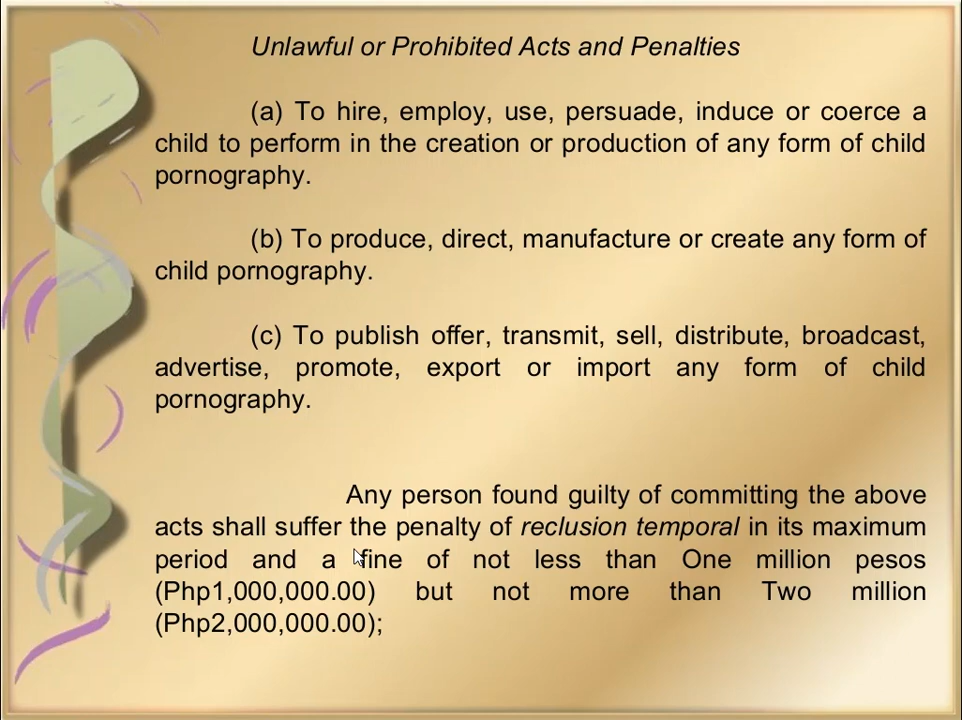 Unlawful or Prohibited Acts and Penalties
(a) To hire, employ, use, persuade, induce or coerce a
child to perform in the creation or production of any form of child
pornography.
(b) To produce, direct, manufacture or create any form of
child pornography.
(c) To publish offer, transmit, sell, distribute, broadcast,
advertise, promote, export or import any form of child
pornography.
Any person found guilty of committing the above
acts shall suffer the penalty of reclusion temporal in its maximum
period and a fine of not less than One million pesos
(Php1,000,000.00) but not more than Two million
(Php2,000,000.00);